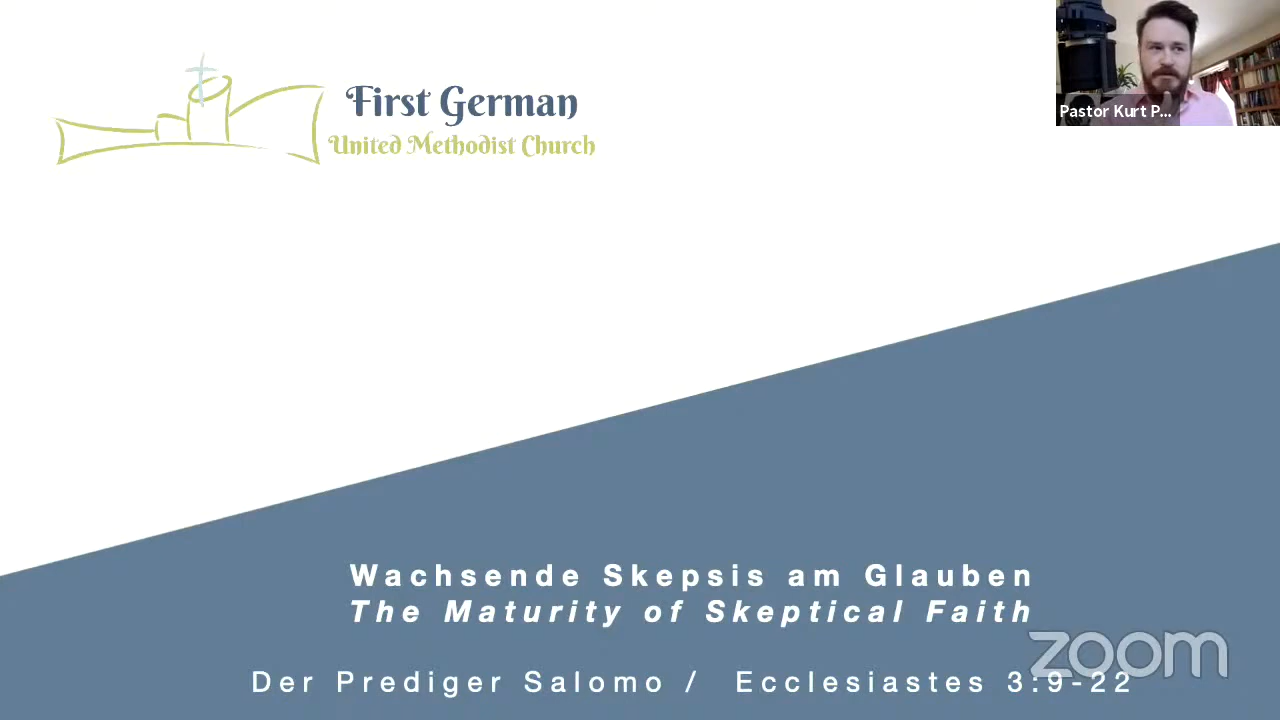 First German
United Methodist Church
Pastor Kurt P...
Wachsende Skepsis am Glauben
The Maturity of Skeptical Faith
zoom
Der Prediger Salomo / Ecclesiastes 3:9-22